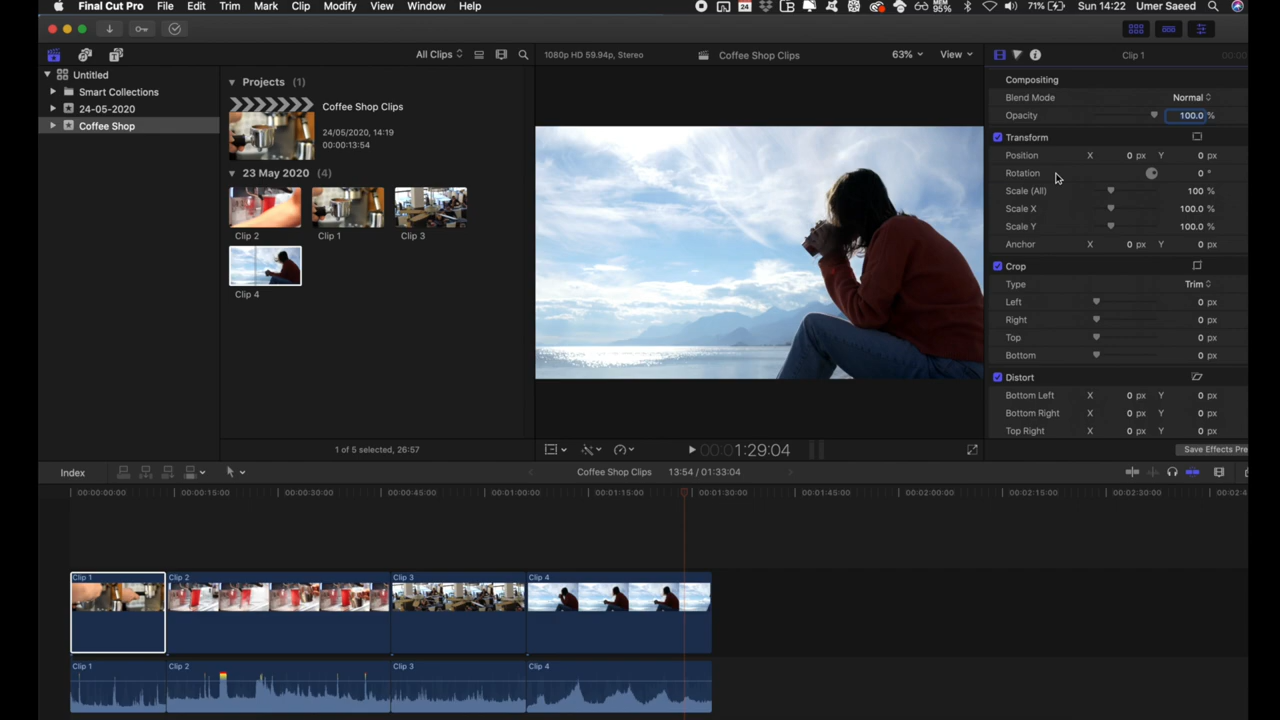 Final Cut Pro File Edit Trim Mark Clip Modify View Window Help 24 MEM 95% 71% Sun 14:22 Umer Saeed
All Clips 1080p HD 59.94p, Stereo Coffee Shop Clips 63% View Clip 1
Untitled
Smart Collections
24-05-2020
Coffee Shop
Projects (1)
Coffee Shop Clips
24/05/2020, 14:19
00:00:13:54
23 May 2020 (4)
Clip 2 Clip 1 Clip 3
Clip 4
1 of 5 selected, 26:57
00:00:01:29:04
Compositing
Blend Mode Normal
Opacity 100.0 %
Transform
Position X 0 px Y 0 px
Rotation 0 °
Scale (All) 100 %
Scale X 100.0 %
Scale Y 100.0 %
Anchor X 0 px Y 0 px
Crop
Type Trim
Left 0 px
Right 0 px
Top 0 px
Bottom 0 px
Distort
Bottom Left X 0 px Y 0 px
Bottom Right X 0 px Y 0 px
Top Right X 0 px Y 0 px
Save Effects Pre
Index Coffee Shop Clips 13:54 / 01:33:04
00:00:00:00 00:00:15:00 00:00:30:00 00:00:45:00 00:01:00:00 00:01:15:00 00:01:30:00 00:01:45:00 00:02:00:00 00:02:15:00 00:02:30:00 00:02:4
Clip 1 Clip 2 Clip 3 Clip 4
Clip 1 Clip 2 Clip 3 Clip 4